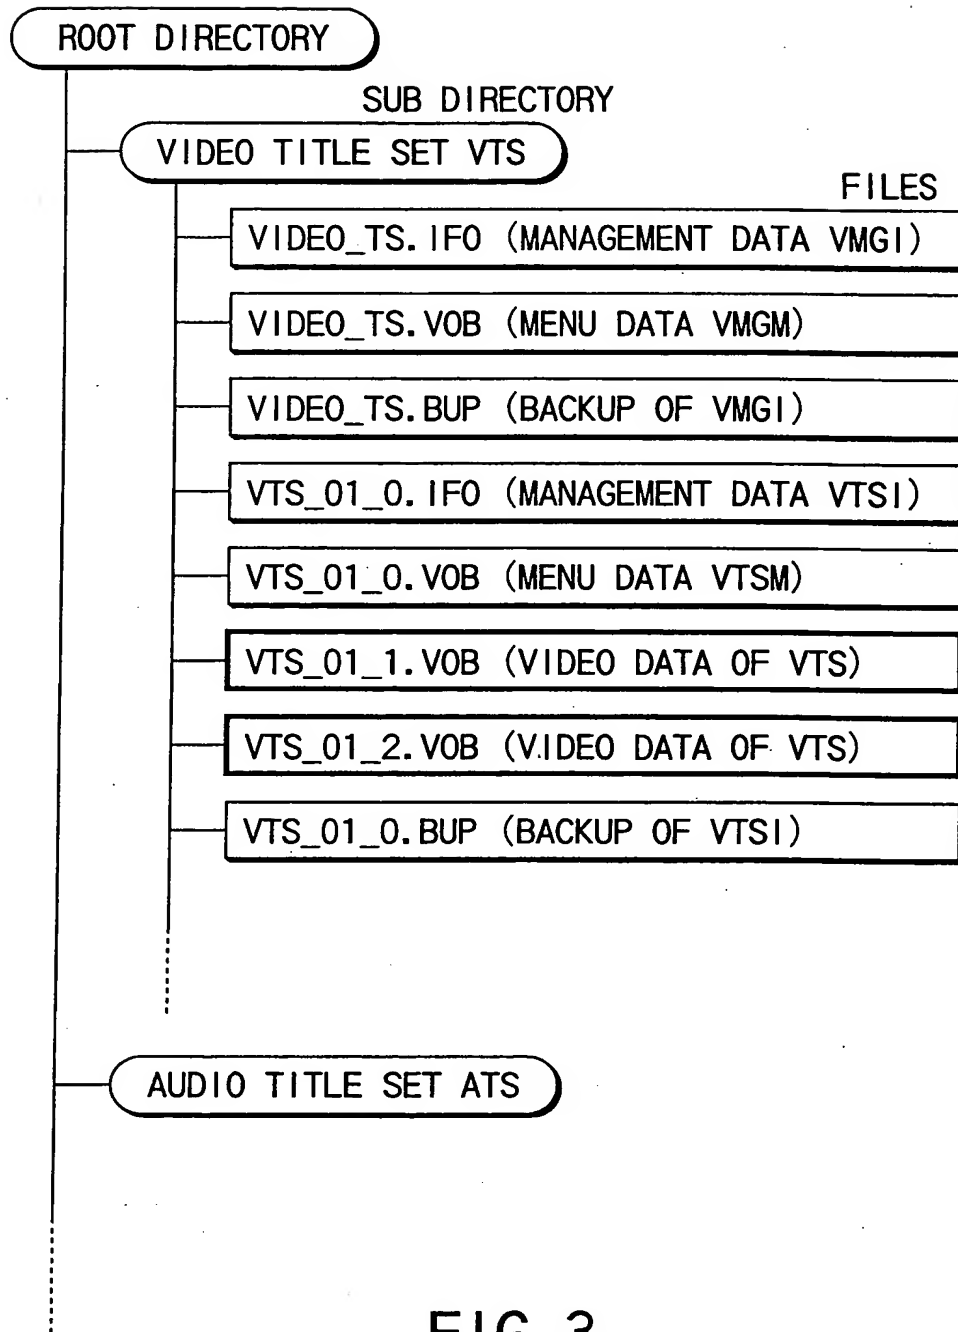 ROOT DIRECTORY
SUB DIRECTORY
VIDEO TITLE SET VTS
FILES
VIDEO_TS.IFO (MANAGEMENT DATA VMGI)
VIDEO_TS.VOB (MENU DATA VMGM)
VIDEO_TS.BUP (BACKUP OF VMGI)
VTS_01_0.IFO (MANAGEMENT DATA VTSI)
VTS_01_0.VOB (MENU DATA VTSM)
VTS_01_1.VOB (VIDEO DATA OF VTS)
VTS_01_2.VOB (VIDEO DATA OF VTS)
VTS_01_0.BUP (BACKUP OF VTSI)
AUDIO TITLE SET ATS
FIG.